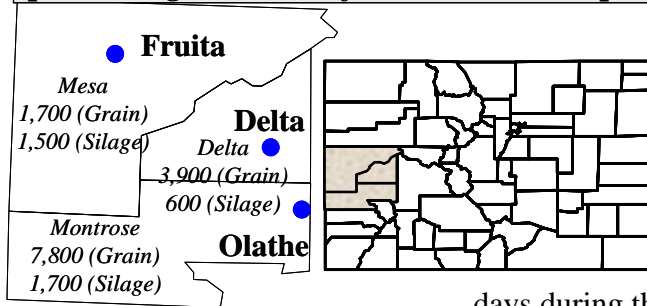 Fruita
Mesa
1,700 (Grain)
1,500 (Silage)
Delta
Delta
3,900 (Grain)
600 (Silage)
Olathe
Montrose
7,800 (Grain)
1,700 (Silage)
days during th